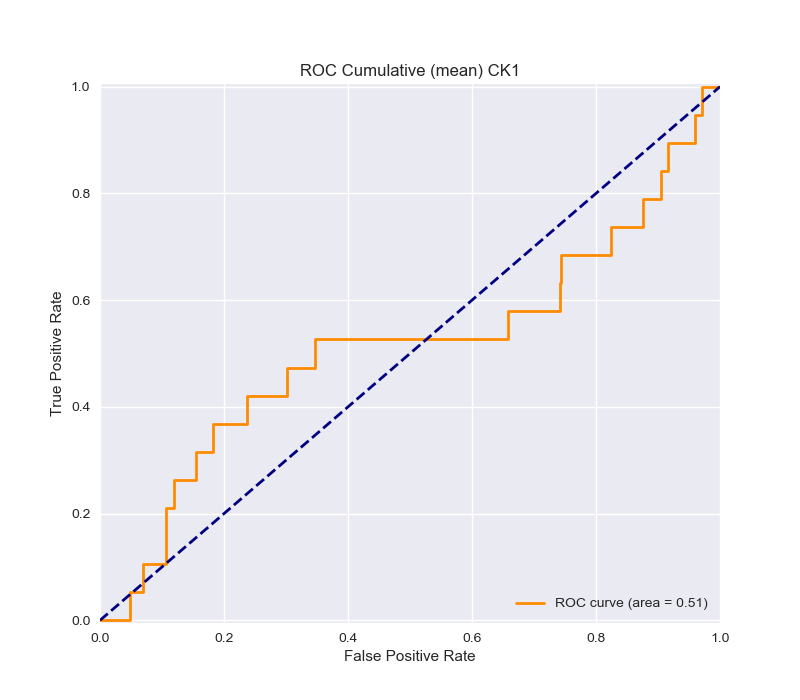 ROC Cumulative (mean) CK1
1.0
0.8
0.6
0.4
0.2
0.0
True Positive Rate
ROC curve (area = 0.51)
0.0 0.2 0.4 0.6 0.8 1.0
False Positive Rate